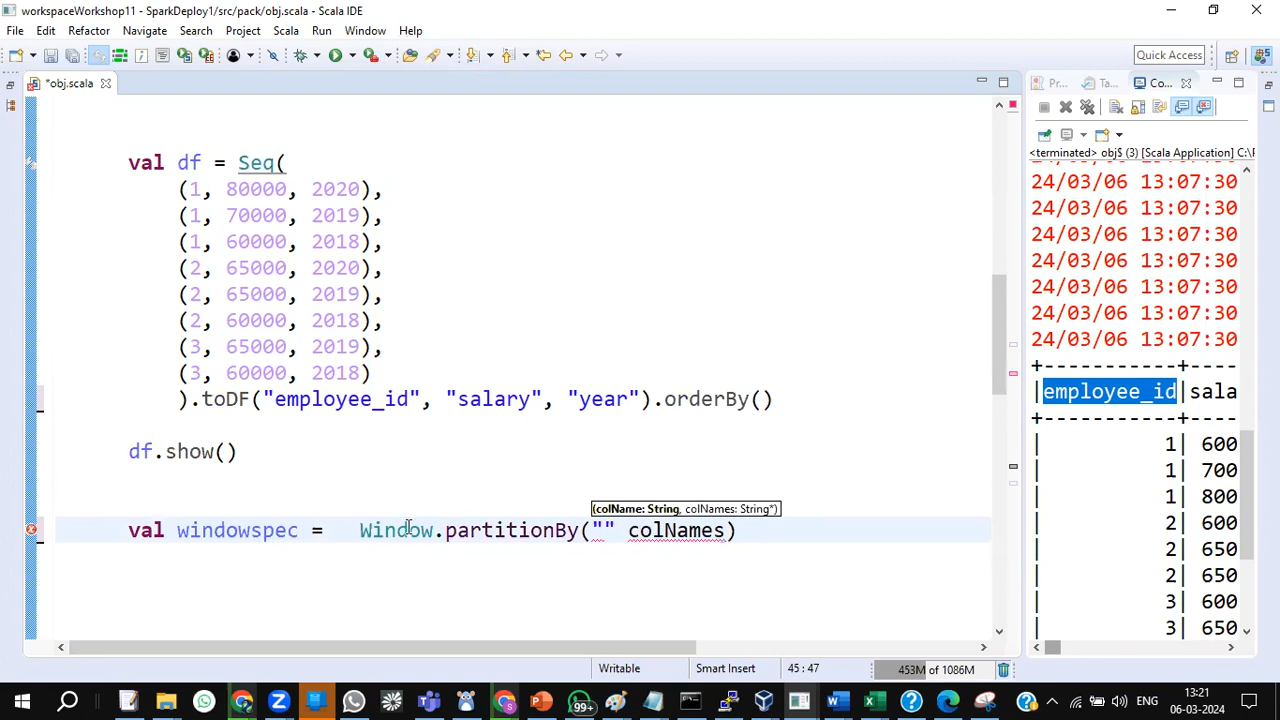 workspaceWorkshop11 - SparkDeploy1/src/pack/obj.scala - Scala IDE
File Edit Refactor Navigate Search Project Scala Run Window Help
Quick Access
*obj.scala
Pr... Ta... Co...
<terminated> obj$ (3) [Scala Application] C:\
val df = Seq(
(1, 80000, 2020),
(1, 70000, 2019),
(1, 60000, 2018),
(2, 65000, 2020),
(2, 65000, 2019),
(2, 60000, 2018),
(3, 65000, 2019),
(3, 60000, 2018)
).toDF("employee_id", "salary", "year").orderBy()
df.show()
(colName: String, colNames: String*)
val windowspec = Window.partitionBy("" colNames)
24/03/06 13:07:30
24/03/06 13:07:30
24/03/06 13:07:30
24/03/06 13:07:30
24/03/06 13:07:30
24/03/06 13:07:30
24/03/06 13:07:30
+-----------+----
|employee_id|sala
+-----------+----
| 1| 600
| 1| 700
| 1| 800
| 2| 600
| 2| 650
| 2| 650
| 3| 600
| 3| 650
Writable Smart Insert 45 : 47 453M of 1086M
99+
ENG
13:21
06-03-2024